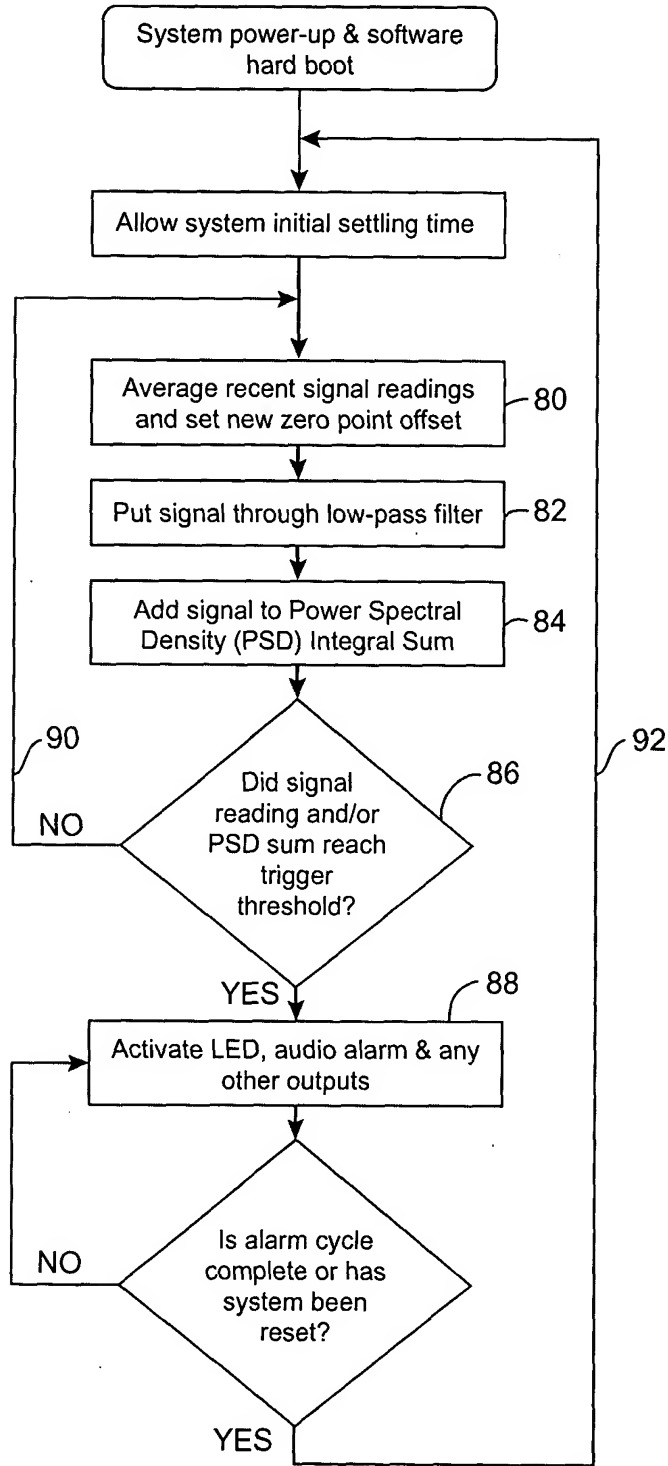 System power-up & software
hard boot
Allow system initial settling time
Average recent signal readings
and set new zero point offset
80
Put signal through low-pass filter
82
Add signal to Power Spectral
Density (PSD) Integral Sum
84
90
92
86
Did signal
reading and/or
PSD sum reach
trigger
threshold?
NO
YES
88
Activate LED, audio alarm & any
other outputs
NO
Is alarm cycle
complete or has
system been
reset?
YES